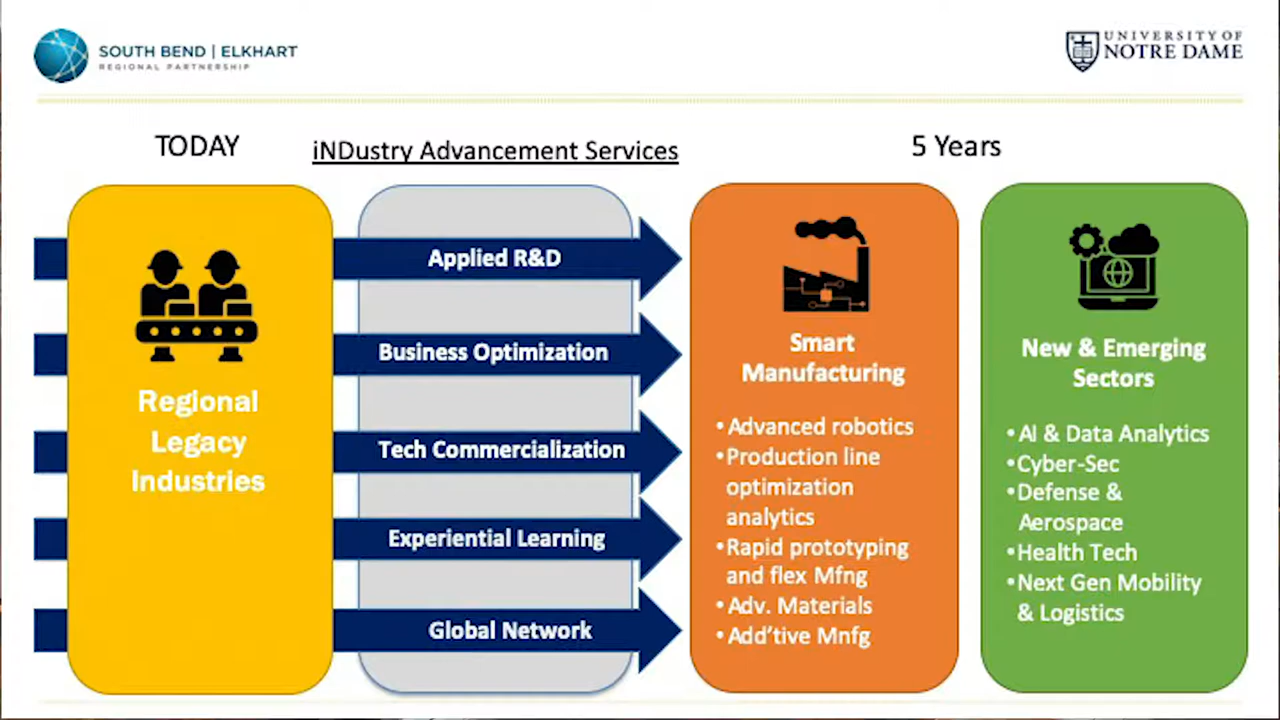 SOUTH BEND | ELKHART
REGIONAL PARTNERSHIP
UNIVERSITY OF
NOTRE DAME
TODAY
iNDustry Advancement Services
5 Years
Regional
Legacy
Industries
Applied R&D
Business Optimization
Tech Commercialization
Experiential Learning
Global Network
Smart
Manufacturing
•Advanced robotics
•Production line
optimization
analytics
•Rapid prototyping
and flex Mfng
•Adv. Materials
•Add'tive Mnfg
New & Emerging
Sectors
•AI & Data Analytics
•Cyber-Sec
•Defense &
Aerospace
•Health Tech
•Next Gen Mobility
& Logistics